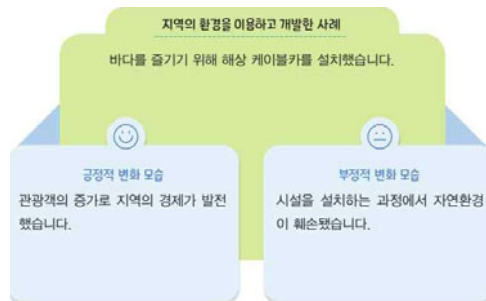 지역의 환경을 이용하고 개발한 사례
바다를 즐기기 위해 해상 케이블카를 설치했습니다.
긍정적 변화 모습
관광객의 증가로 지역의 경제가 발전
했습니다.
부정적 변화 모습
시설을 설치하는 과정에서 자연환경
이 훼손됐습니다.